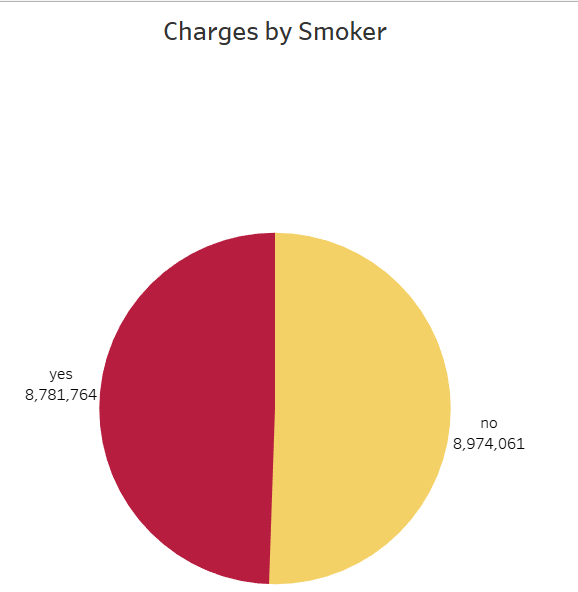 Charges by Smoker
yes
8,781,764
no
8,974,061